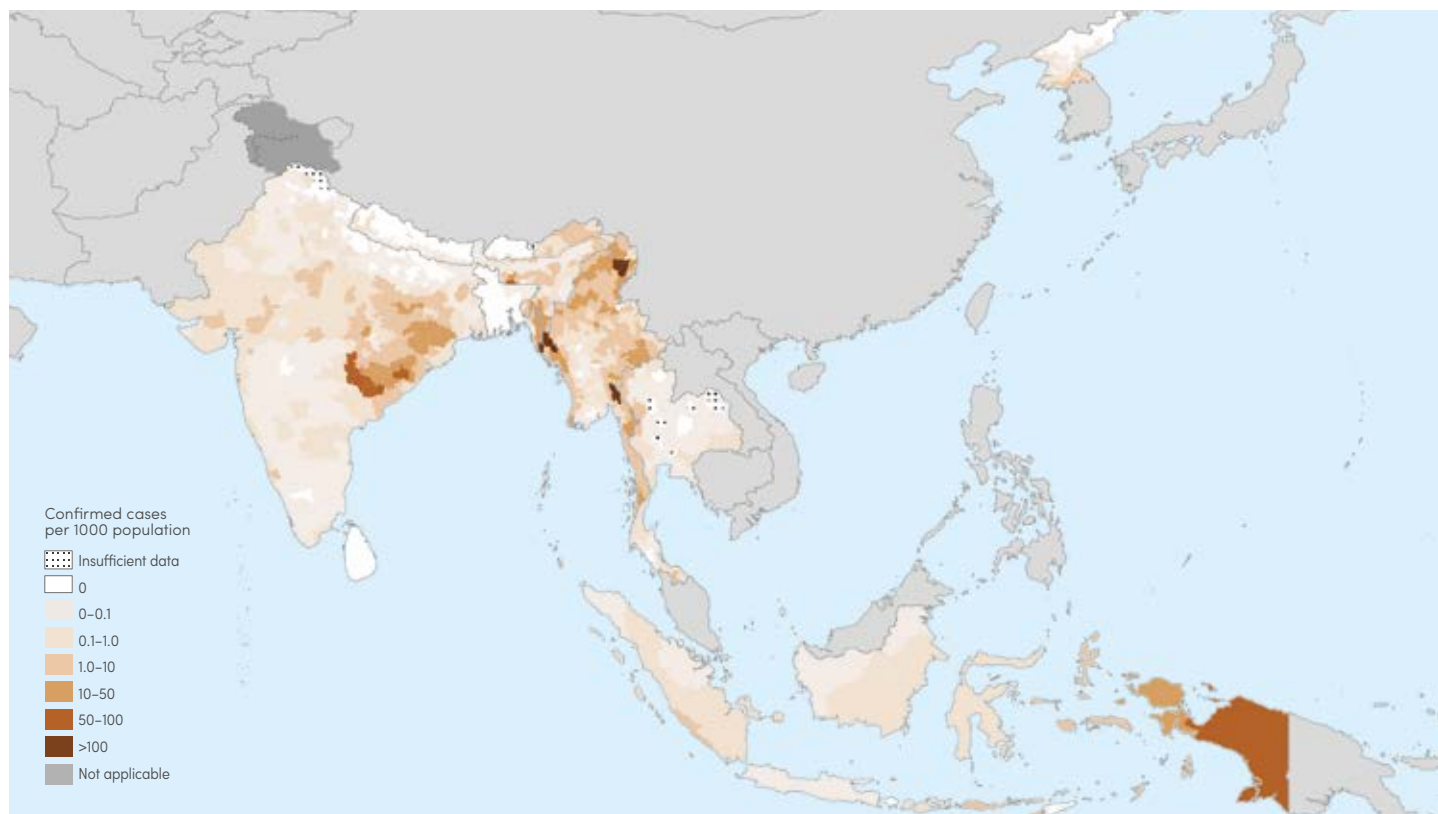 Confirmed cases
per 1000 population
Insufficient data
0
0–0.1
0.1–1.0
1.0–10
10–50
50–100
>100
Not applicable